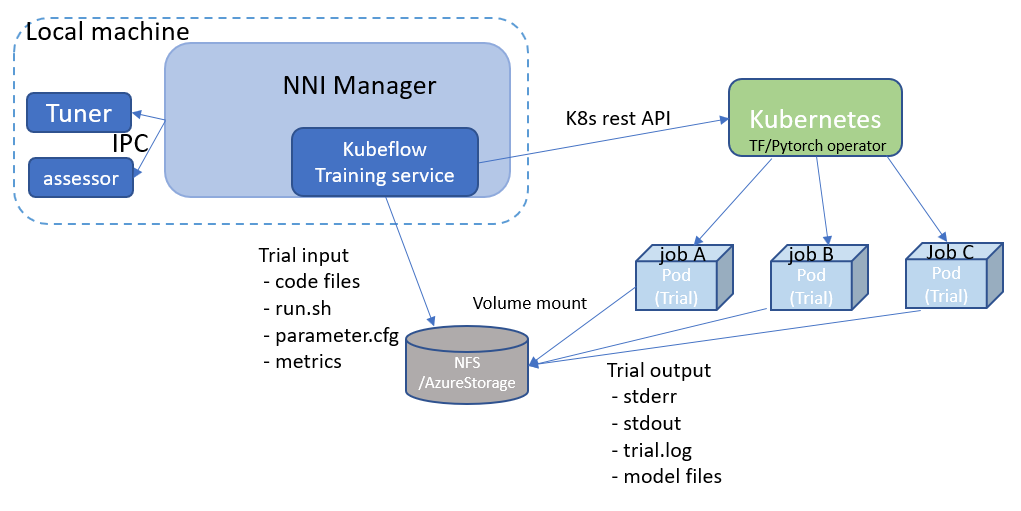 Local machine
NNI Manager
Tuner
IPC
assessor
Kubeflow
Training service
K8s rest API
Kubernetes
TF/Pytorch operator
job A
Pod
(Trial)
job B
Pod
(Trial)
Job C
Pod
(Trial)
Trial input
- code files
- run.sh
- parameter.cfg
- metrics
Volume mount
NFS
/AzureStorage
Trial output
- stderr
- stdout
- trial.log
- model files